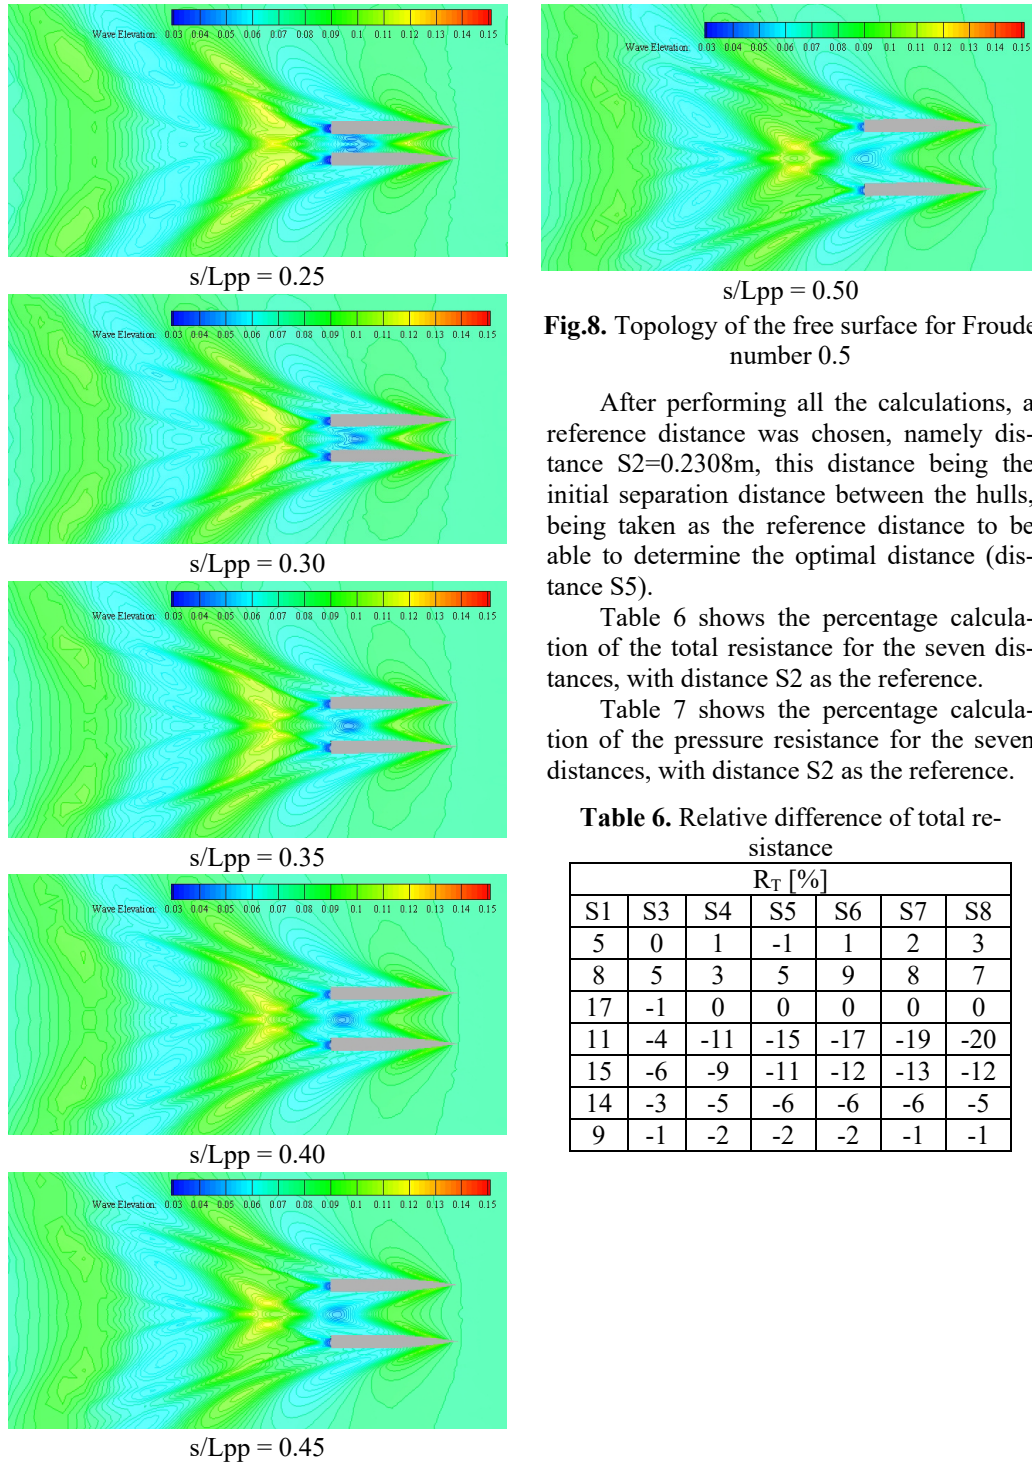 Wave Elevation: 0.03 0.04 0.05 0.06 0.07 0.08 0.09 0.1 0.11 0.12 0.13 0.14 0.15
s/Lpp = 0.25
Wave Elevation: 0.03 0.04 0.05 0.06 0.07 0.08 0.09 0.1 0.11 0.12 0.13 0.14 0.15
s/Lpp = 0.30
Wave Elevation: 0.03 0.04 0.05 0.06 0.07 0.08 0.09 0.1 0.11 0.12 0.13 0.14 0.15
s/Lpp = 0.35
Wave Elevation: 0.03 0.04 0.05 0.06 0.07 0.08 0.09 0.1 0.11 0.12 0.13 0.14 0.15
s/Lpp = 0.40
Wave Elevation: 0.03 0.04 0.05 0.06 0.07 0.08 0.09 0.1 0.11 0.12 0.13 0.14 0.15
s/Lpp = 0.45
Wave Elevation: 0.03 0.04 0.05 0.06 0.07 0.08 0.09 0.1 0.11 0.12 0.13 0.14 0.15
s/Lpp = 0.50
Fig.8. Topology of the free surface for Froude
number 0.5
After performing all the calculations, a
reference distance was chosen, namely dis-
tance S2=0.2308m, this distance being the
initial separation distance between the hulls,
being taken as the reference distance to be
able to determine the optimal distance (dis-
tance S5).
Table 6 shows the percentage calcula-
tion of the total resistance for the seven dis-
tances, with distance S2 as the reference.
Table 7 shows the percentage calcula-
tion of the pressure resistance for the seven
distances, with distance S2 as the reference.
Table 6. Relative difference of total re-
sistance
R_T [%]
S1 S3 S4 S5 S6 S7 S8
5 0 1 -1 1 2 3
8 5 3 5 9 8 7
17 -1 0 0 0 0 0
11 -4 -11 -15 -17 -19 -20
15 -6 -9 -11 -12 -13 -12
14 -3 -5 -6 -6 -6 -5
9 -1 -2 -2 -2 -1 -1